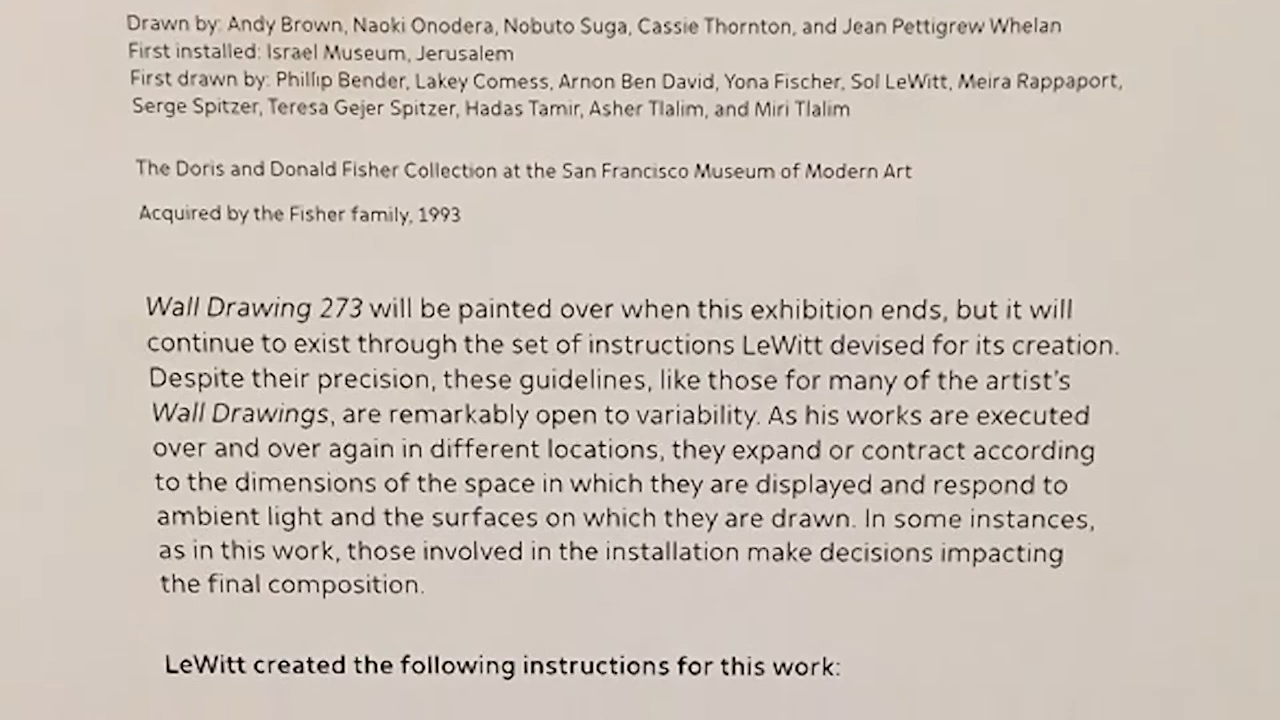 Drawn by: Andy Brown, Naoki Onodera, Nobuto Suga, Cassie Thornton, and Jean Pettigrew Whelan
First installed: Israel Museum, Jerusalem
First drawn by: Phillip Bender, Lakey Comess, Arnon Ben David, Yona Fischer, Sol LeWitt, Meira Rappaport,
Serge Spitzer, Teresa Gejer Spitzer, Hadas Tamir, Asher Tlalim, and Miri Tlalim
The Doris and Donald Fisher Collection at the San Francisco Museum of Modern Art
Acquired by the Fisher family, 1993
Wall Drawing 273 will be painted over when this exhibition ends, but it will
continue to exist through the set of instructions LeWitt devised for its creation.
Despite their precision, these guidelines, like those for many of the artist's
Wall Drawings, are remarkably open to variability. As his works are executed
over and over again in different locations, they expand or contract according
to the dimensions of the space in which they are displayed and respond to
ambient light and the surfaces on which they are drawn. In some instances,
as in this work, those involved in the installation make decisions impacting
the final composition.
LeWitt created the following instructions for this work: